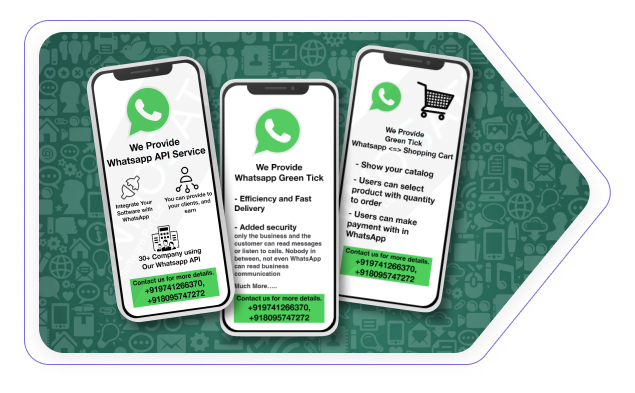 We Provide
Whatsapp API Service
Integrate Your
Software with
WhatsApp
You can provide to
your clients, and
earn
30+ Company using
Our Whatsapp API
Contact us for more details.
+919741266370,
+918095747272
We Provide
Whatsapp Green Tick
- Efficiency and Fast
Delivery
- Added security
only the business and the
customer can read messages
or listen to calls. Nobody in
between, not even WhatsApp
can read business
communication
Much More.....
Contact us for more details.
+919741266370,
+918095747272
We Provide
Green Tick
Whatsapp <=> Shopping Cart
- Show your catalog
- Users can select
product with quantity
to order
- Users can make
payment with in
WhatsApp
Contact us for more details.
+919741266370,
+918095747272